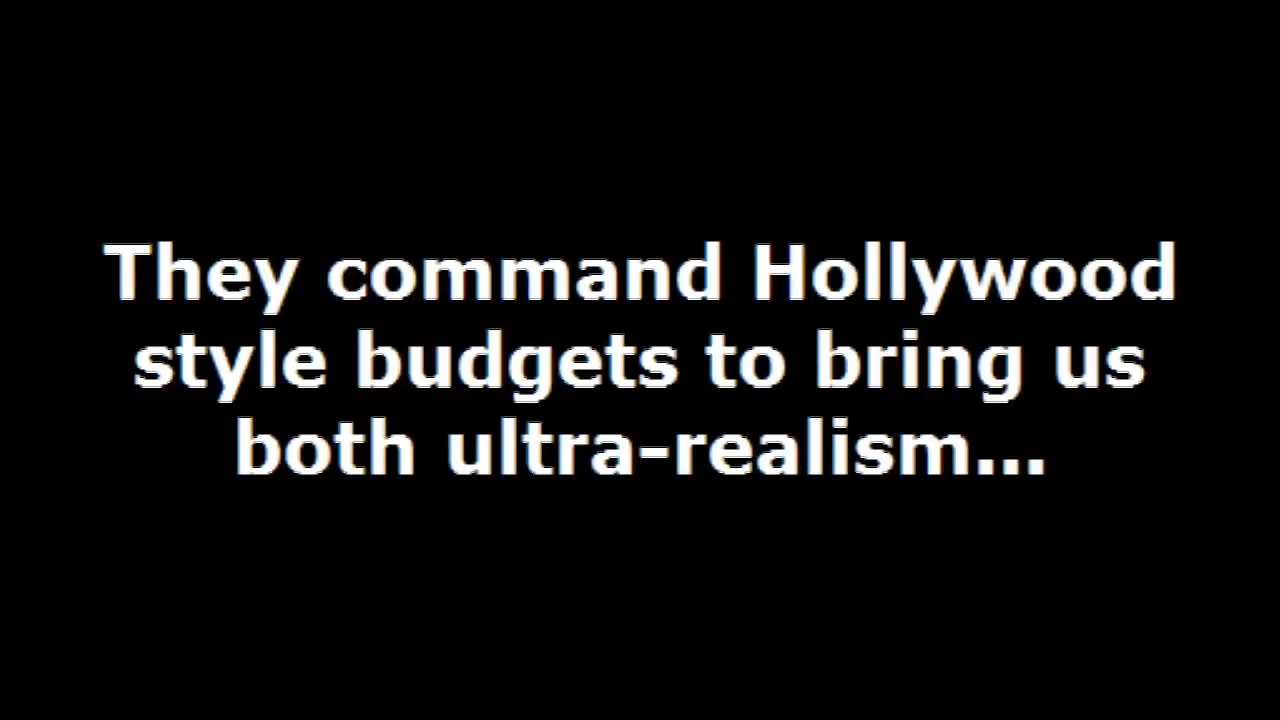 They command Hollywood
style budgets to bring us
both ultra-realism...